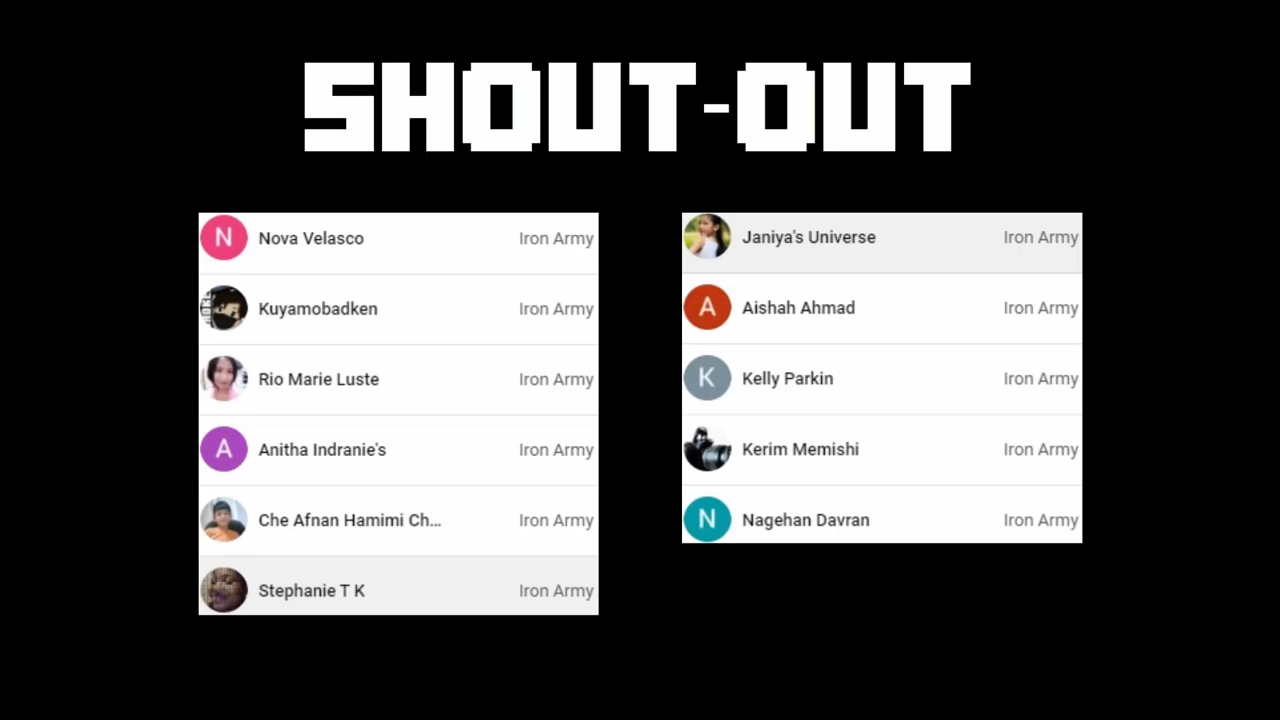 SHOUT-OUT
N Nova Velasco Iron Army
Kuyamobadken Iron Army
Rio Marie Luste Iron Army
A Anitha Indranie's Iron Army
Che Afnan Hamimi Ch... Iron Army
Stephanie T K Iron Army
Janiya's Universe Iron Army
A Aishah Ahmad Iron Army
K Kelly Parkin Iron Army
Kerim Memishi Iron Army
N Nagehan Davran Iron Army